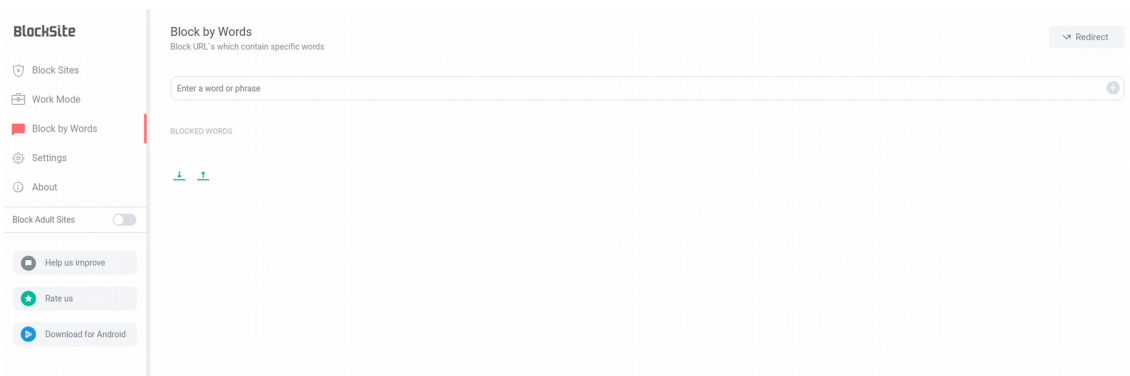 BlockSite
Block Sites
Work Mode
Block by Words
Settings
About
Block Adult Sites
Help us improve
Rate us
Download for Android
Block by Words
Block URL`s which contain specific words
Redirect
Enter a word or phrase
BLOCKED WORDS